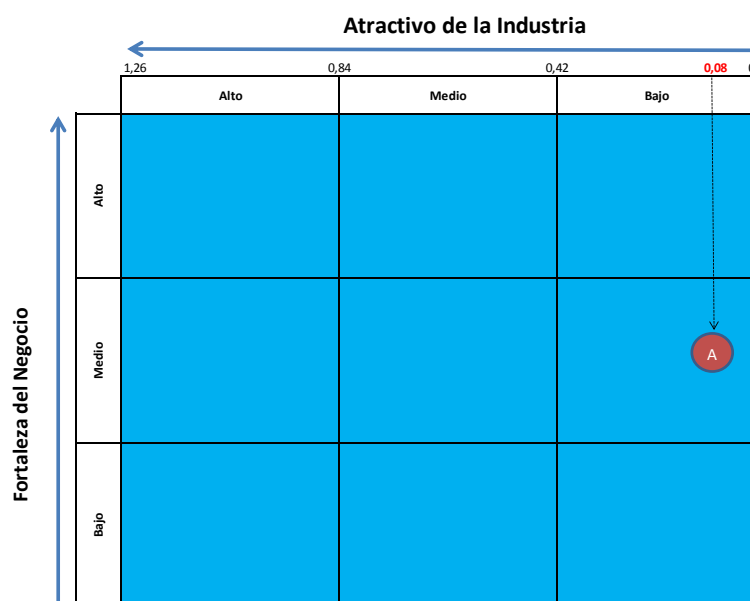 Atractivo de la Industria
1,26 0,84 0,42 0,08
Alto Medio Bajo
Alto
Medio
Bajo
Fortaleza del Negocio
A